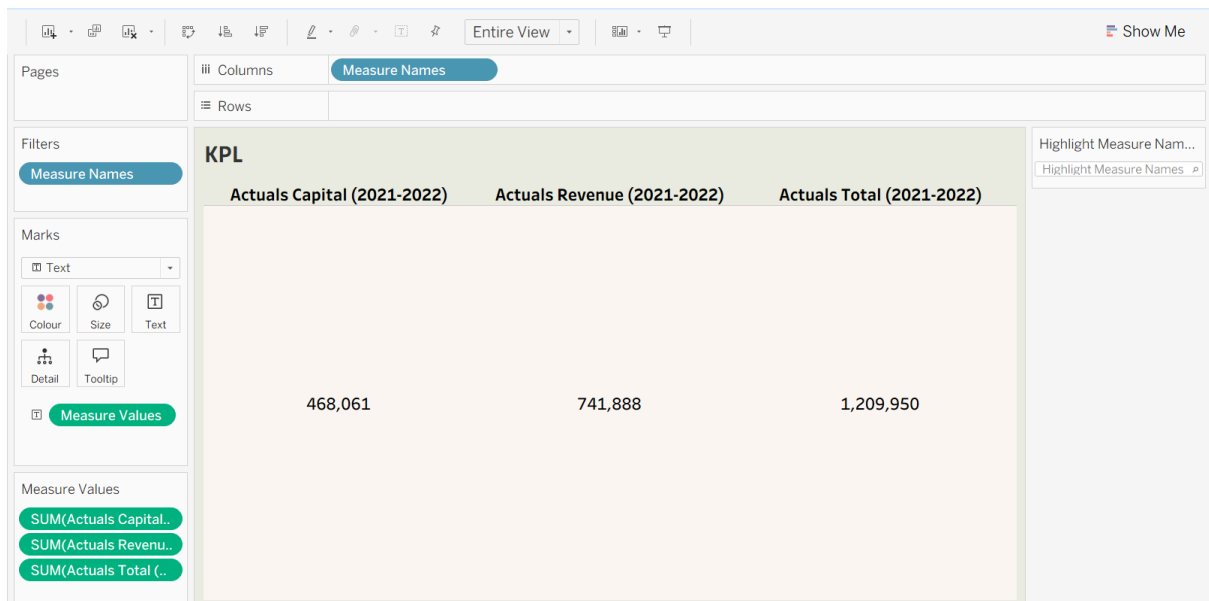 Entire View
Show Me
Pages
Columns
Measure Names
Rows
Filters
Measure Names
Marks
Text
Colour
Size
Text
Detail
Tooltip
Measure Values
Measure Values
SUM(Actuals Capital..
SUM(Actuals Revenu..
SUM(Actuals Total (..
KPL
Actuals Capital (2021-2022)
Actuals Revenue (2021-2022)
Actuals Total (2021-2022)
468,061
741,888
1,209,950
Highlight Measure Nam...
Highlight Measure Names